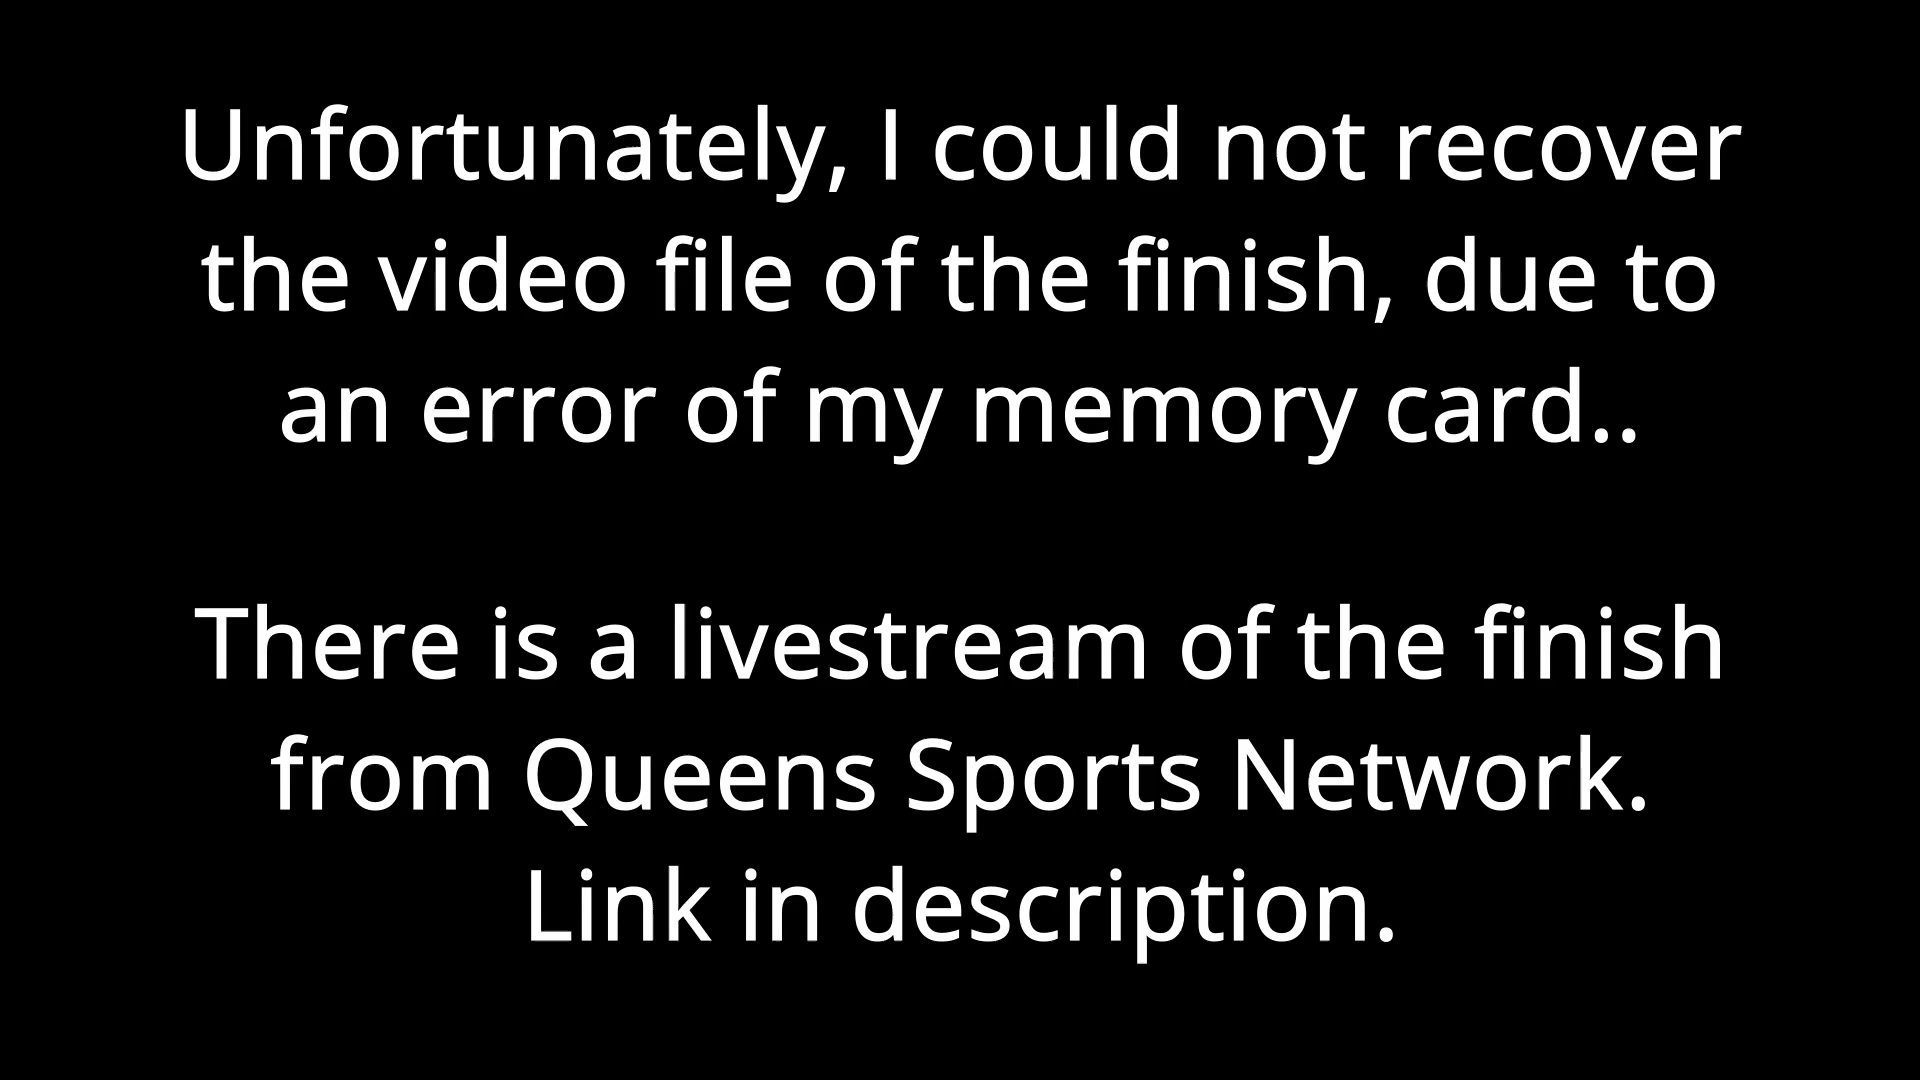 Unfortunately, I could not recover
the video file of the finish, due to
an error of my memory card..
There is a livestream of the finish
from Queens Sports Network.
Link in description.